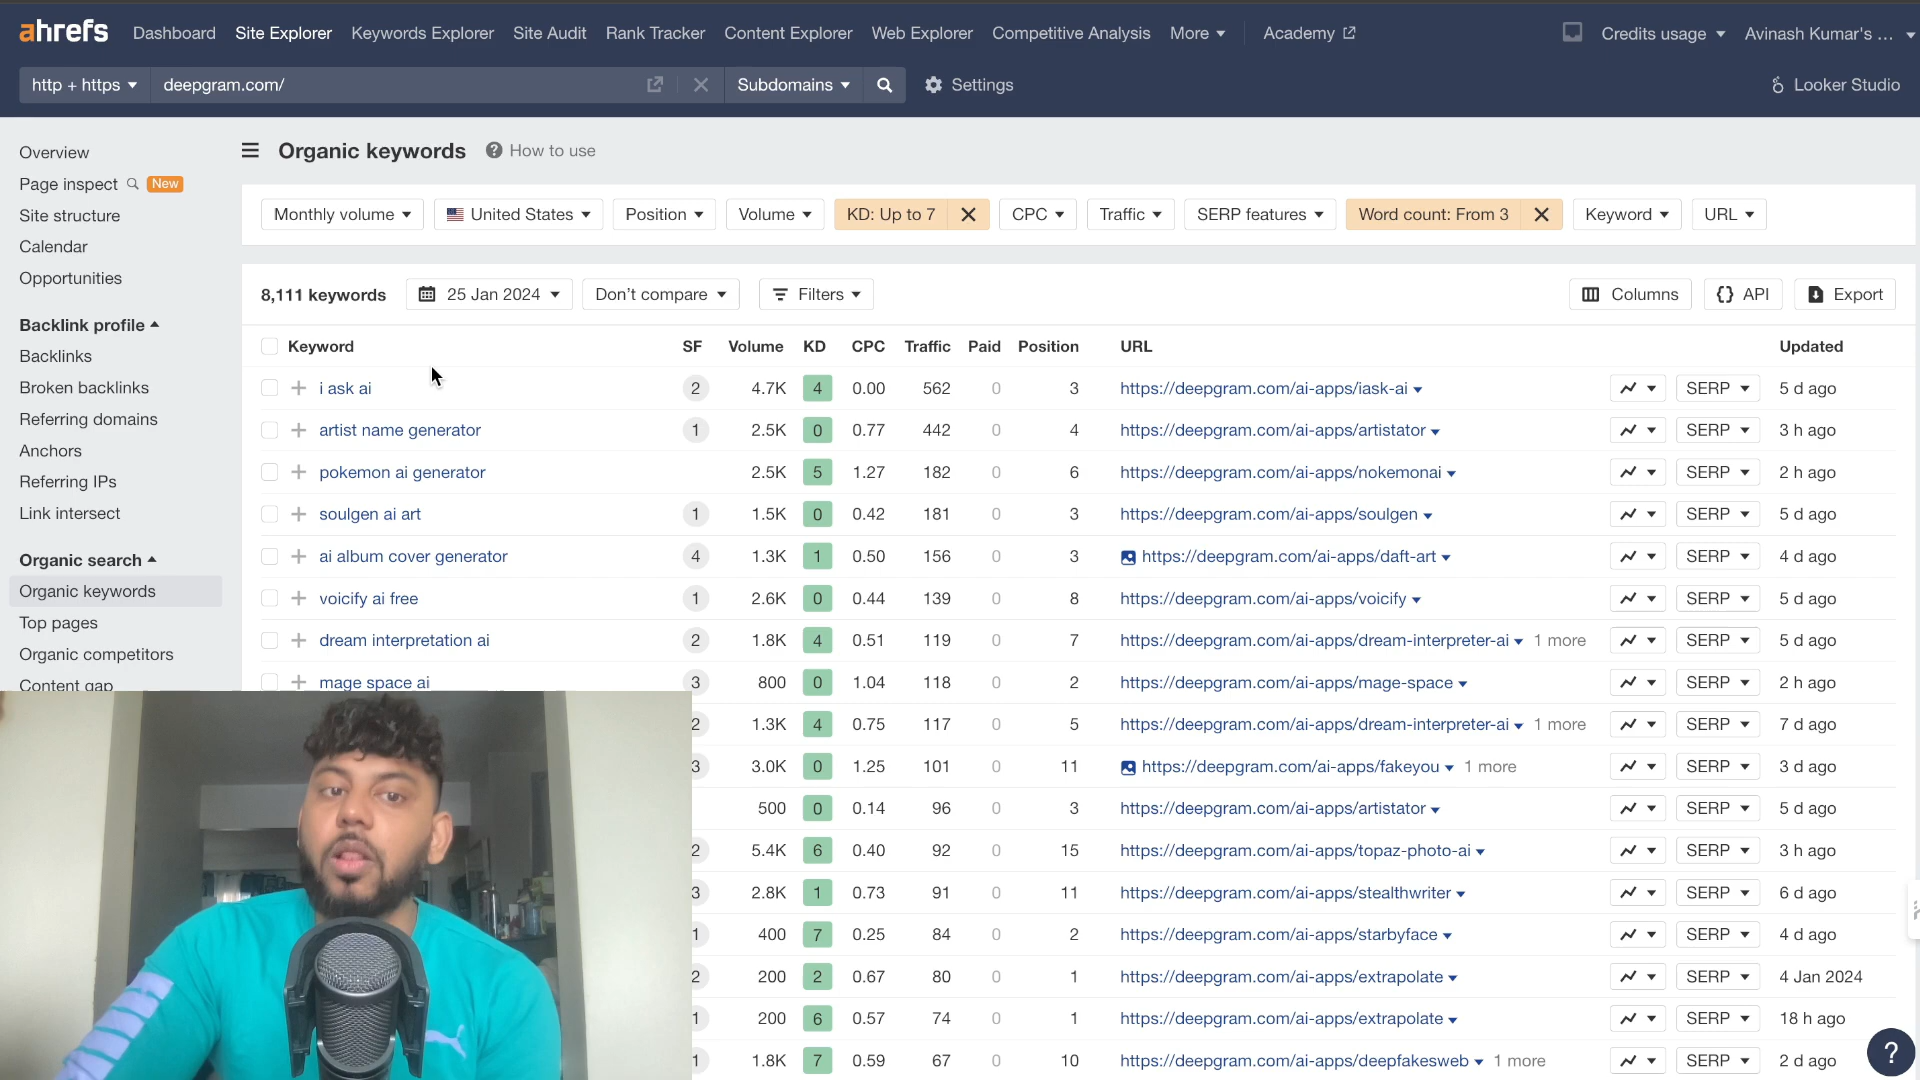 ahrefs Dashboard Site Explorer Keywords Explorer Site Audit Rank Tracker Content Explorer Web Explorer Competitive Analysis More Academy Credits usage Avinash Kumar's ...
http + https deepgram.com/ Subdomains Settings Looker Studio
Overview
Page inspect New
Site structure
Calendar
Opportunities
Backlink profile
Backlinks
Broken backlinks
Referring domains
Anchors
Referring IPs
Link intersect
Organic search
Organic keywords
Top pages
Organic competitors
Content gap
Organic keywords How to use
Monthly volume United States Position Volume KD: Up to 7 CPC Traffic SERP features Word count: From 3 Keyword URL
8,111 keywords 25 Jan 2024 Don't compare Filters Columns API Export
Keyword SF Volume KD CPC Traffic Paid Position URL Updated
i ask ai 2 4.7K 4 0.00 562 0 3 https://deepgram.com/ai-apps/iask-ai SERP 5 d ago
artist name generator 1 2.5K 0 0.77 442 0 4 https://deepgram.com/ai-apps/artistator SERP 3 h ago
pokemon ai generator 2.5K 5 1.27 182 0 6 https://deepgram.com/ai-apps/nokemonai SERP 2 h ago
soulgen ai art 1 1.5K 0 0.42 181 0 3 https://deepgram.com/ai-apps/soulgen SERP 5 d ago
ai album cover generator 4 1.3K 1 0.50 156 0 3 https://deepgram.com/ai-apps/daft-art SERP 4 d ago
voicify ai free 1 2.6K 0 0.44 139 0 8 https://deepgram.com/ai-apps/voicify SERP 5 d ago
dream interpretation ai 2 1.8K 4 0.51 119 0 7 https://deepgram.com/ai-apps/dream-interpreter-ai 1 more SERP 5 d ago
mage space ai 3 800 0 1.04 118 0 2 https://deepgram.com/ai-apps/mage-space SERP 2 h ago
2 1.3K 4 0.75 117 0 5 https://deepgram.com/ai-apps/dream-interpreter-ai 1 more SERP 7 d ago
3 3.0K 0 1.25 101 0 11 https://deepgram.com/ai-apps/fakeyou 1 more SERP 3 d ago
500 0 0.14 96 0 3 https://deepgram.com/ai-apps/artistator SERP 5 d ago
2 5.4K 6 0.40 92 0 15 https://deepgram.com/ai-apps/topaz-photo-ai SERP 3 h ago
3 2.8K 1 0.73 91 0 11 https://deepgram.com/ai-apps/stealthwriter SERP 6 d ago
1 400 7 0.25 84 0 2 https://deepgram.com/ai-apps/starbyface SERP 4 d ago
2 200 2 0.67 80 0 1 https://deepgram.com/ai-apps/extrapolate SERP 4 Jan 2024
1 200 6 0.57 74 0 1 https://deepgram.com/ai-apps/extrapolate SERP 18 h ago
1 1.8K 7 0.59 67 0 10 https://deepgram.com/ai-apps/deepfakesweb 1 more SERP 2 d ago
?